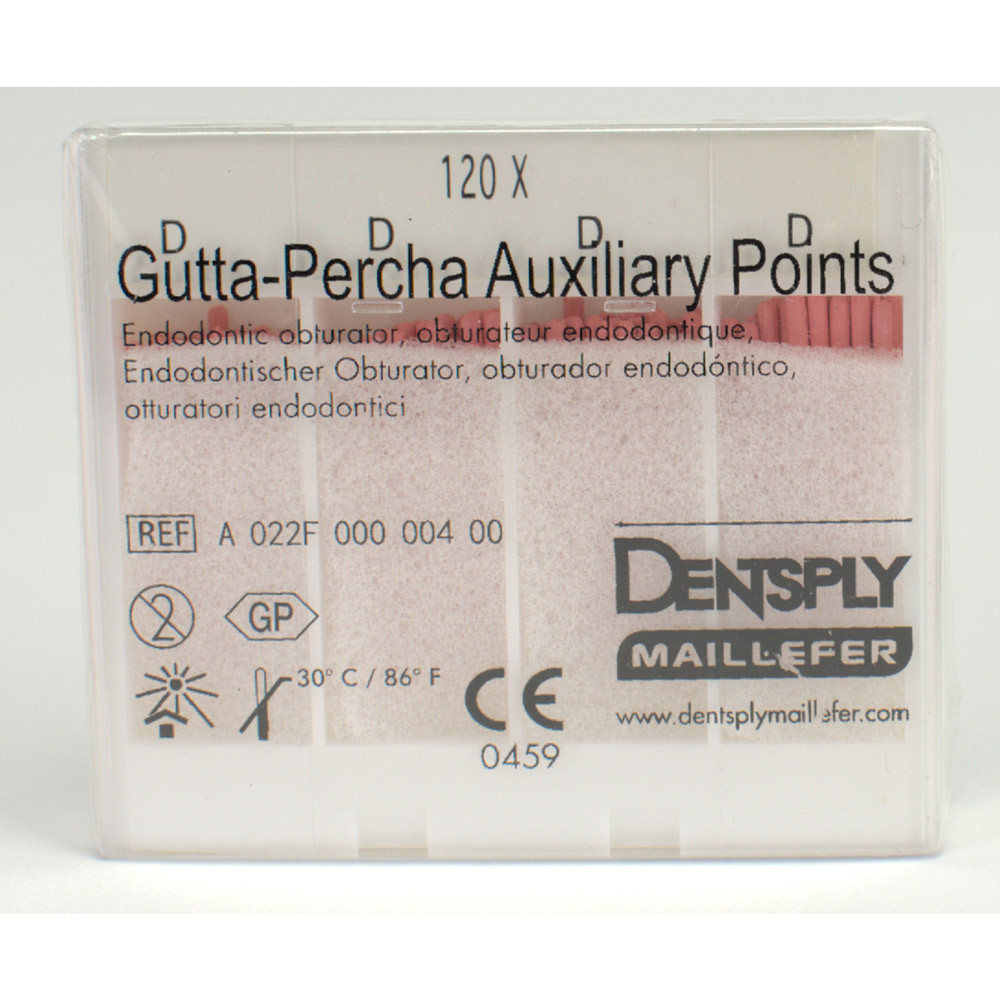 120 X
D D D D
Gutta-Percha Auxiliary Points
Endodontic obturator, obturateur endodontique,
Endodontischer Obturator, obturador endodóntico,
otturatori endodontici
REF A 022F 000 004 00
2 GP
30° C / 86° F
CE
0459
DENTSPLY
MAILLEFER
www.dentsplymaillefer.com